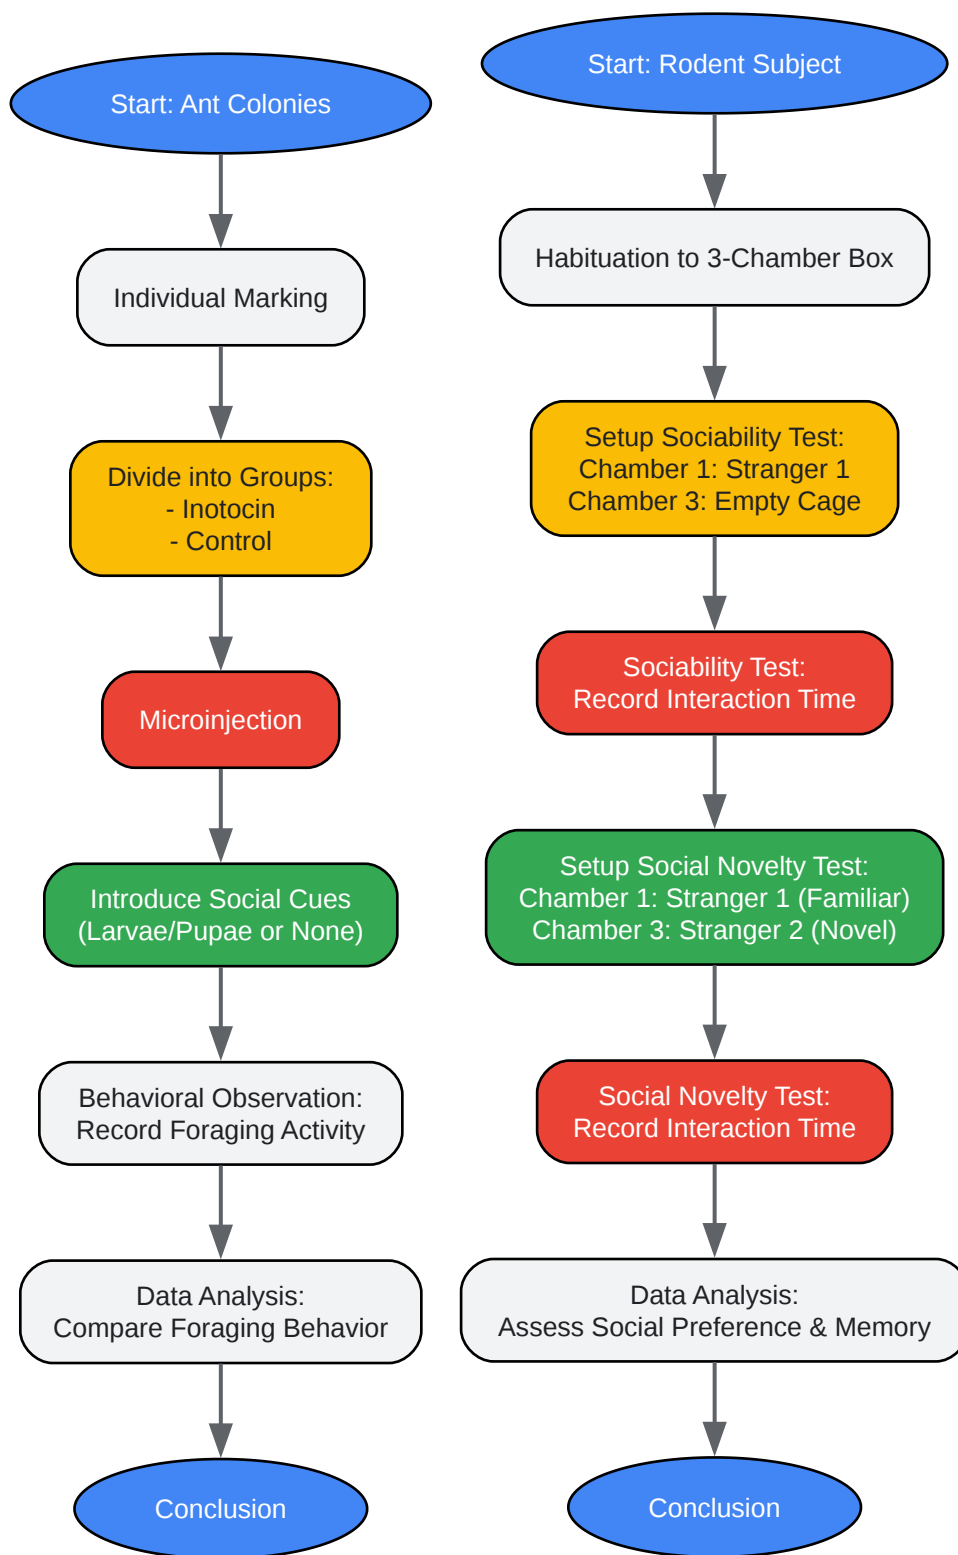 Start: Ant Colonies
Individual Marking
Divide into Groups:
- Inotocin
- Control
Microinjection
Introduce Social Cues
(Larvae/Pupae or None)
Behavioral Observation:
Record Foraging Activity
Data Analysis:
Compare Foraging Behavior
Conclusion
Start: Rodent Subject
Habituation to 3-Chamber Box
Setup Sociability Test:
Chamber 1: Stranger 1
Chamber 3: Empty Cage
Sociability Test:
Record Interaction Time
Setup Social Novelty Test:
Chamber 1: Stranger 1 (Familiar)
Chamber 3: Stranger 2 (Novel)
Social Novelty Test:
Record Interaction Time
Data Analysis:
Assess Social Preference & Memory
Conclusion